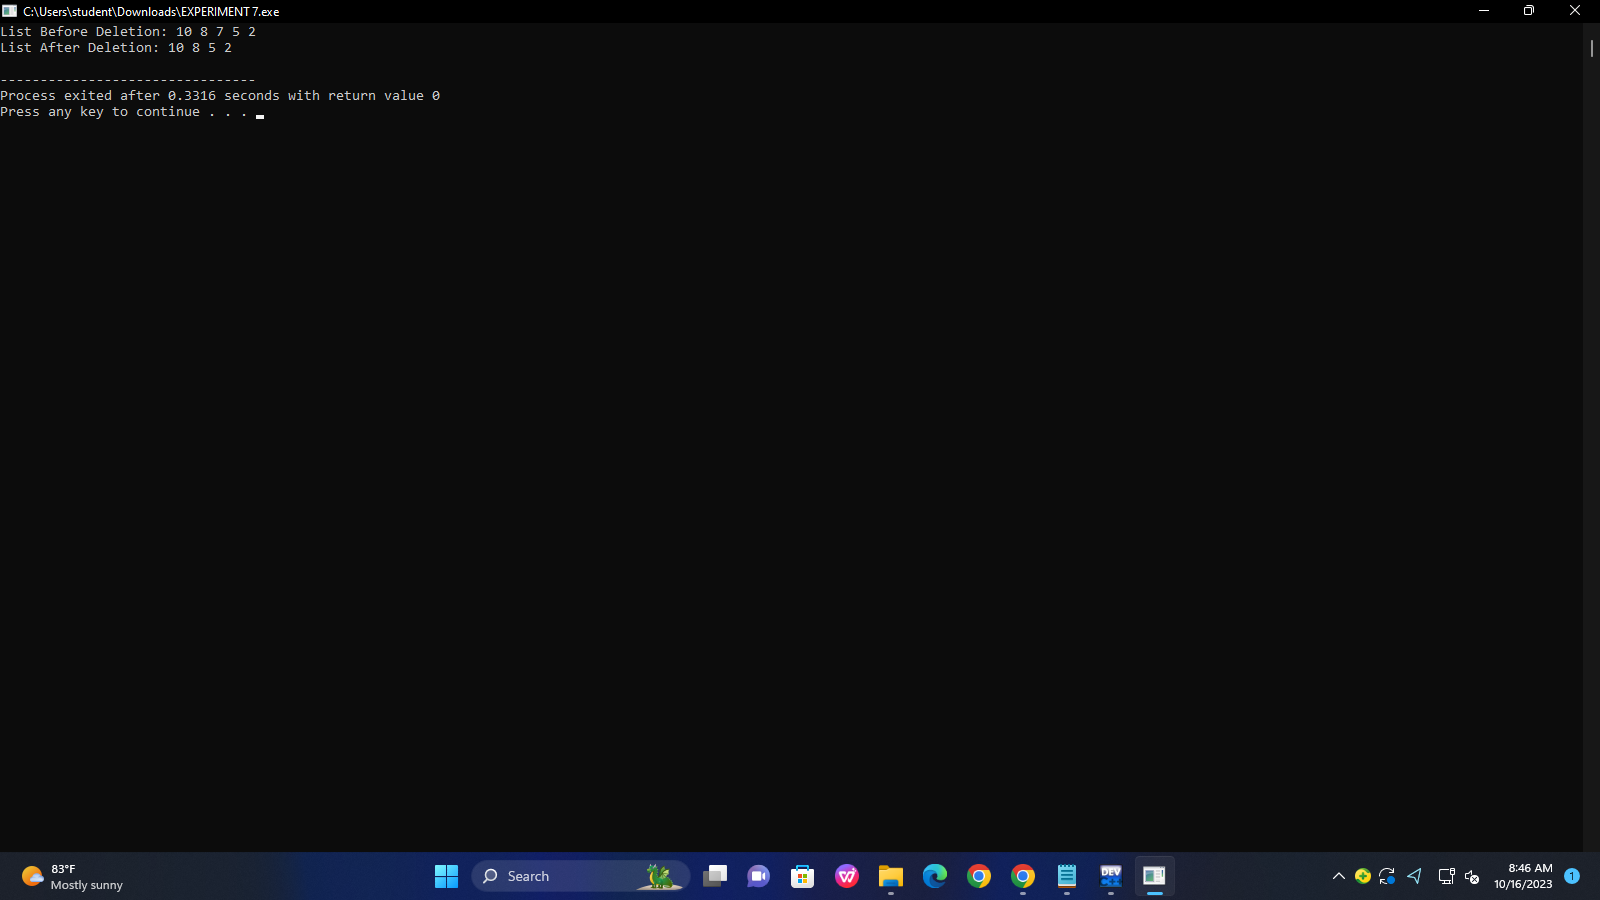 C:\Users\student\Downloads\EXPERIMENT 7.exe
List Before Deletion: 10 8 7 5 2
List After Deletion: 10 8 5 2
--------------------------------
Process exited after 0.3316 seconds with return value 0
Press any key to continue . . .
83°F
Mostly sunny
Search
DEV
8:46 AM
10/16/2023
1